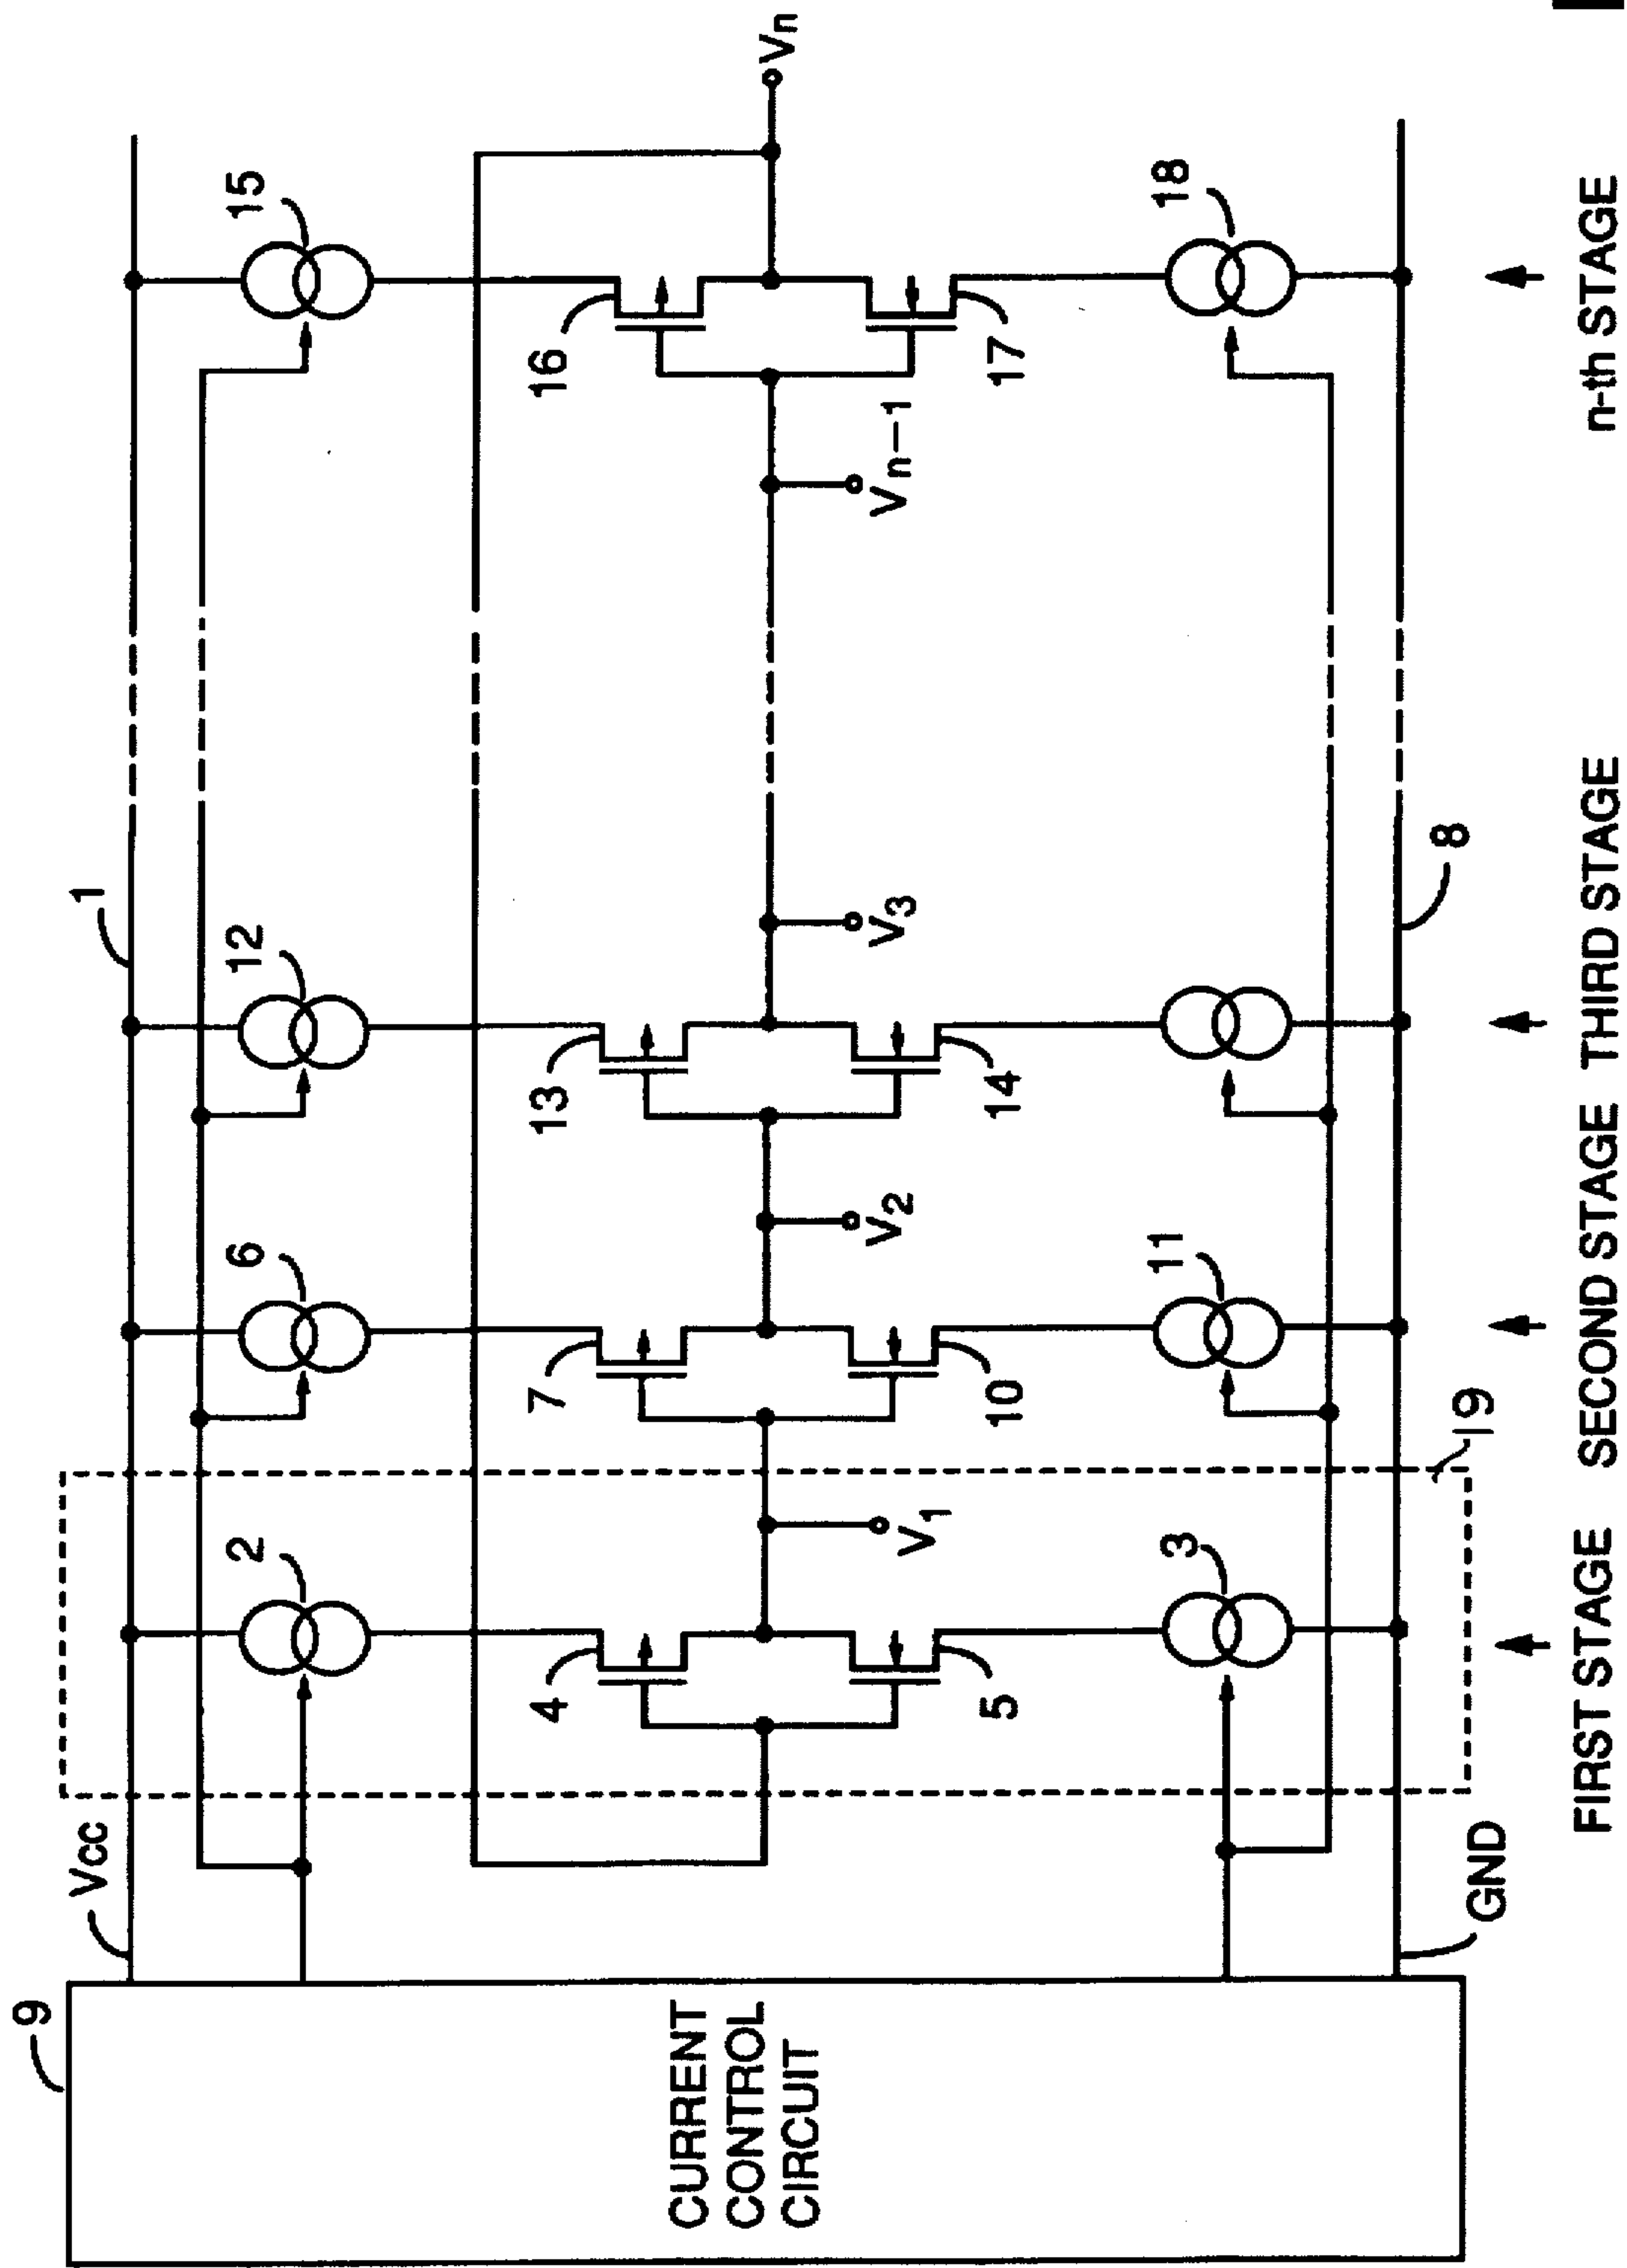 9
CURRENT
CONTROL
CIRCUIT
Vcc
1
2
6
12
15
4
7
13
16
V1
V2
V3
Vn−1
Vn
5
10
14
17
3
11
18
GND
19
8
FIRST STAGE
SECOND STAGE
THIRD STAGE
n-th STAGE